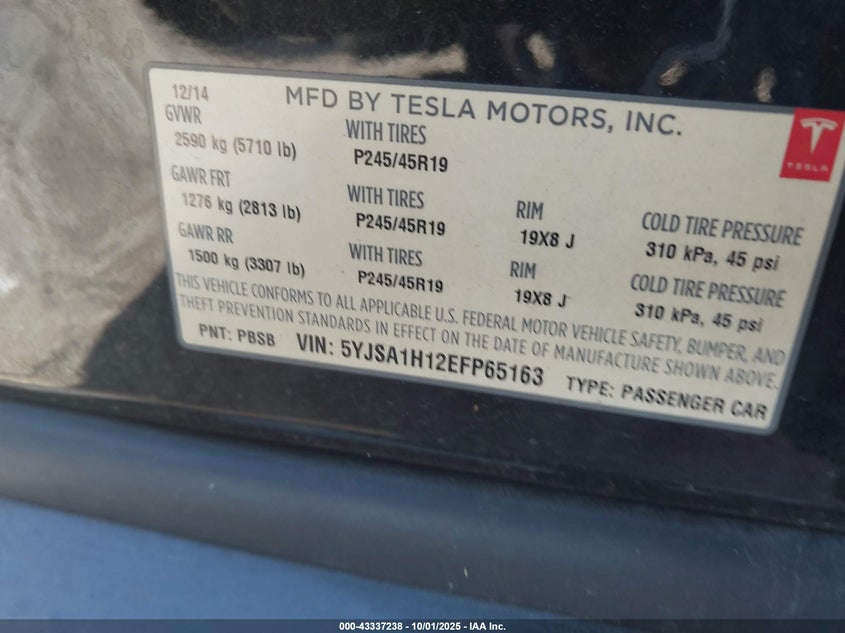 12/14 MFD BY TESLA MOTORS, INC.
GVWR
2590 kg (5710 lb)
WITH TIRES
P245/45R19
TESLA
GAWR FRT
1276 kg (2813 lb)
WITH TIRES
P245/45R19
RIM
19X8 J
COLD TIRE PRESSURE
310 kPa, 45 psi
GAWR RR
1500 kg (3307 lb)
WITH TIRES
P245/45R19
RIM
19X8 J
COLD TIRE PRESSURE
310 kPa, 45 psi
THIS VEHICLE CONFORMS TO ALL APPLICABLE U.S. FEDERAL MOTOR VEHICLE SAFETY, BUMPER, AND
THEFT PREVENTION STANDARDS IN EFFECT ON THE DATE OF MANUFACTURE SHOWN ABOVE.
PNT: PBSB VIN: 5YJSA1H12EFP65163 TYPE: PASSENGER CAR
000-43337238 - 10/01/2025 - IAA Inc.